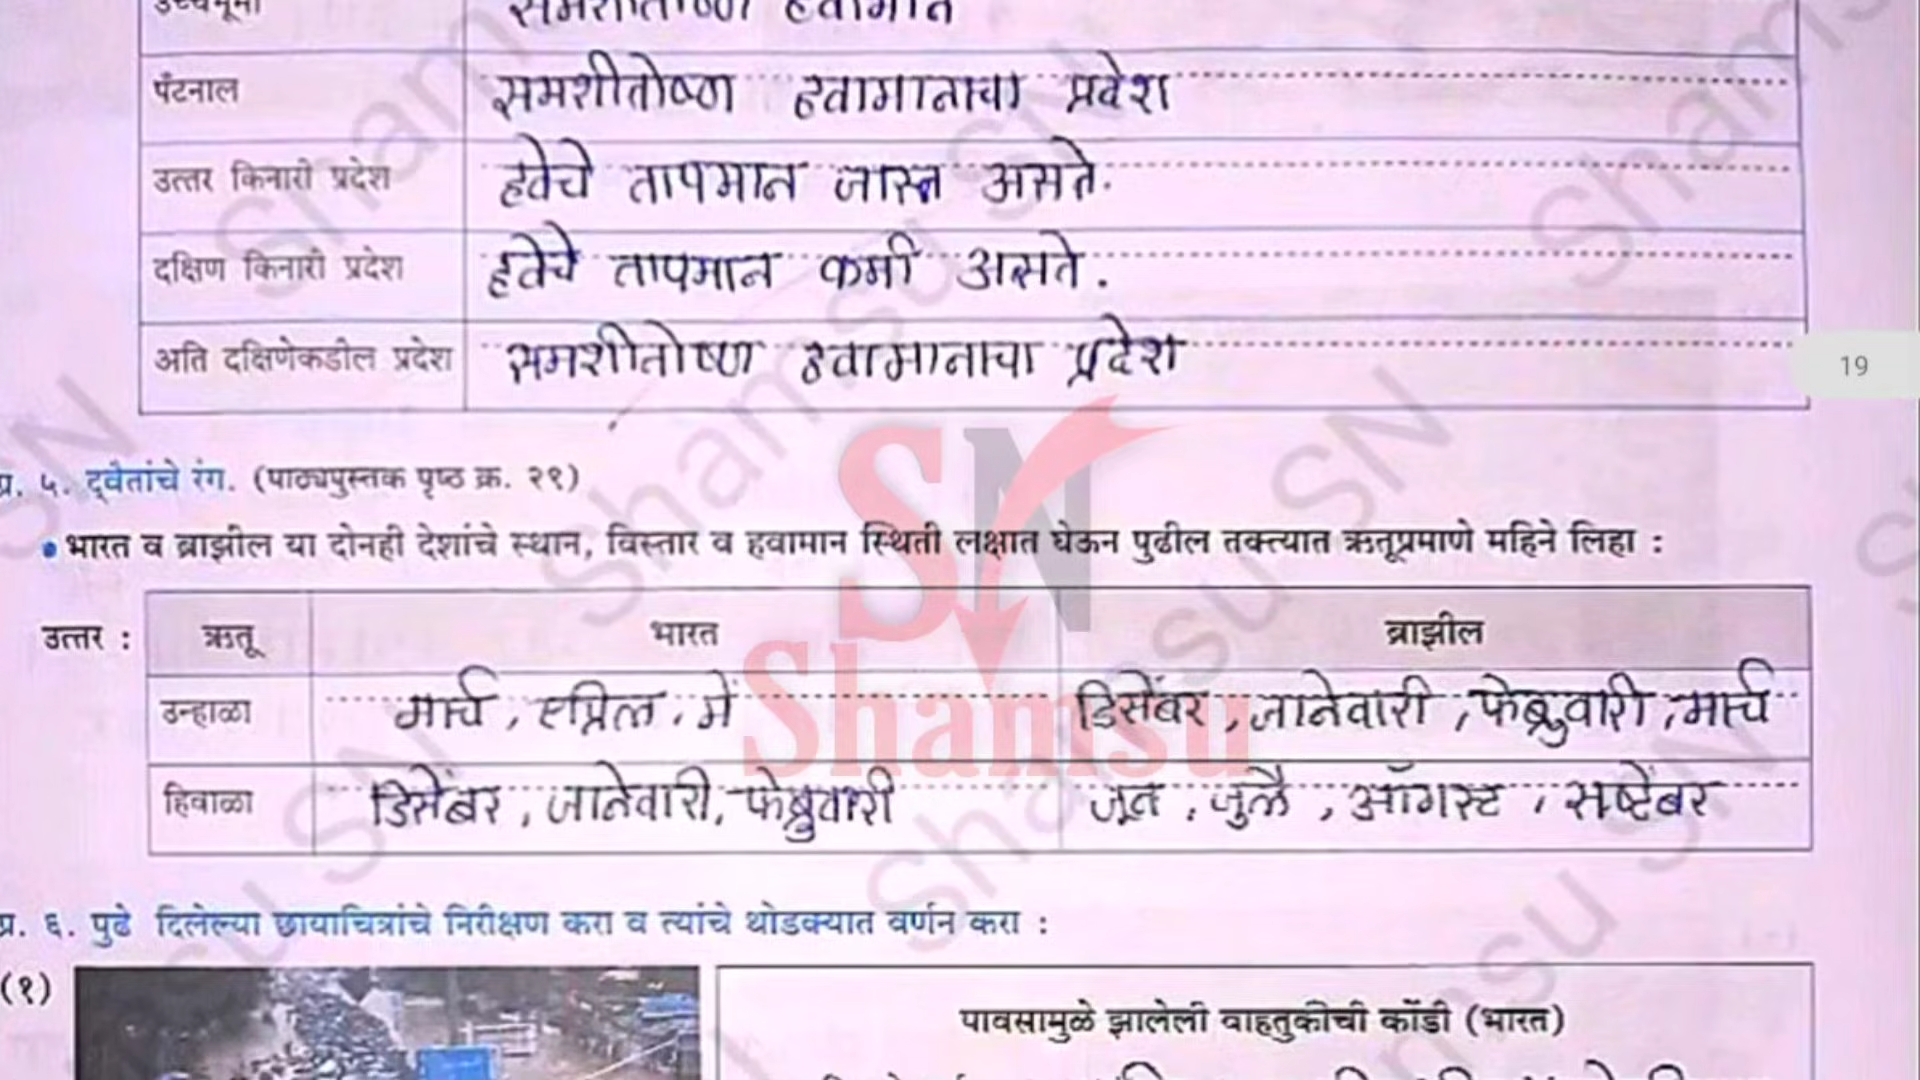 पँटनाल समशीतोष्ण हवामानाचा प्रदेश
उत्तर किनारी प्रदेश हवेचे तापमान जास्त असते.
दक्षिण किनारी प्रदेश हवेचे तापमान कमी असते.
अति दक्षिणेकडील प्रदेश समशीतोष्ण हवामानाचा प्रदेश
19
प्र. ५. द्वैतांचे रंग. (पाठ्यपुस्तक पृष्ठ क्र. २९)
• भारत व ब्राझील या दोनही देशांचे स्थान, विस्तार व हवामान स्थिती लक्षात घेऊन पुढील तक्त्यात ऋतूप्रमाणे महिने लिहा :
उत्तर : ऋतू भारत ब्राझील
उन्हाळा मार्च, एप्रिल, मे डिसेंबर, जानेवारी, फेब्रुवारी, मार्च
हिवाळा डिसेंबर, जानेवारी, फेब्रुवारी जून, जुलै, ऑगस्ट, सप्टेंबर
SN
Shamsu
प्र. ६. पुढे दिलेल्या छायाचित्रांचे निरीक्षण करा व त्यांचे थोडक्यात वर्णन करा :
(१) पावसामुळे झालेली वाहतुकीची कोंडी (भारत)